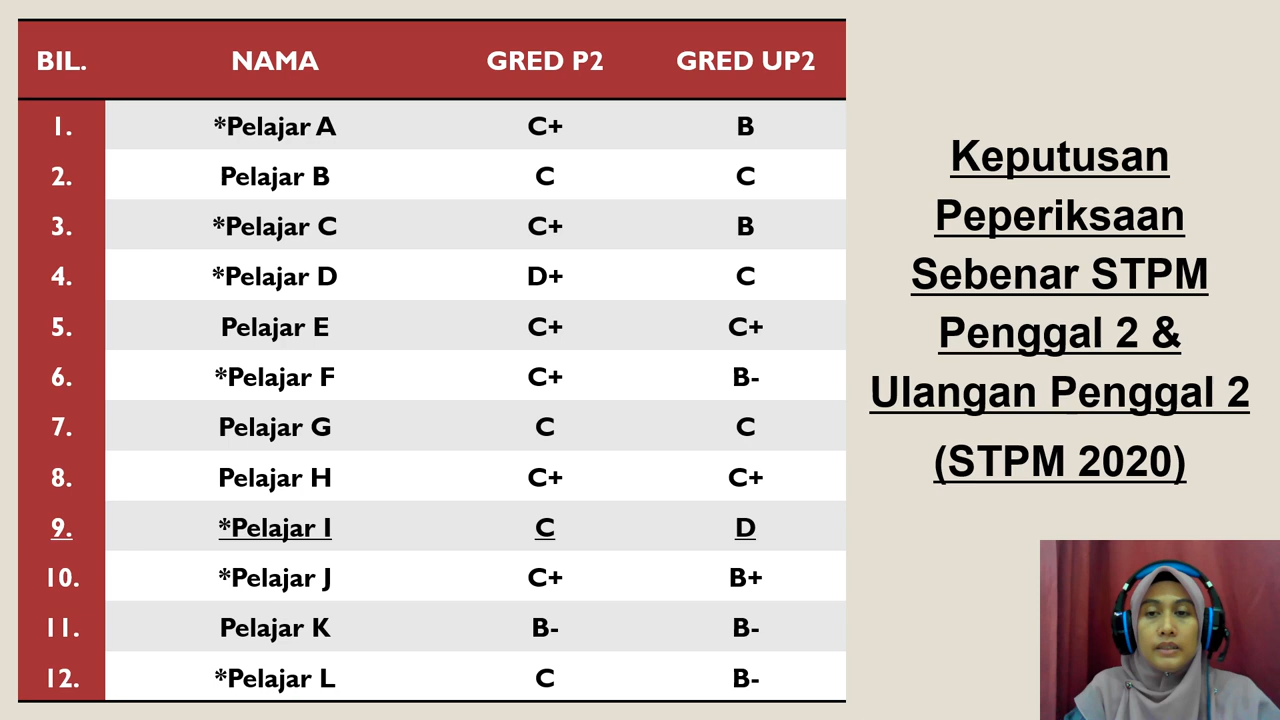 BIL. NAMA GRED P2 GRED UP2
1. *Pelajar A C+ B
2. Pelajar B C C
3. *Pelajar C C+ B
4. *Pelajar D D+ C
5. Pelajar E C+ C+
6. *Pelajar F C+ B-
7. Pelajar G C C
8. Pelajar H C+ C+
9. *Pelajar I C D
10. *Pelajar J C+ B+
11. Pelajar K B- B-
12. *Pelajar L C B-
Keputusan
Peperiksaan
Sebenar STPM
Penggal 2 &
Ulangan Penggal 2
(STPM 2020)